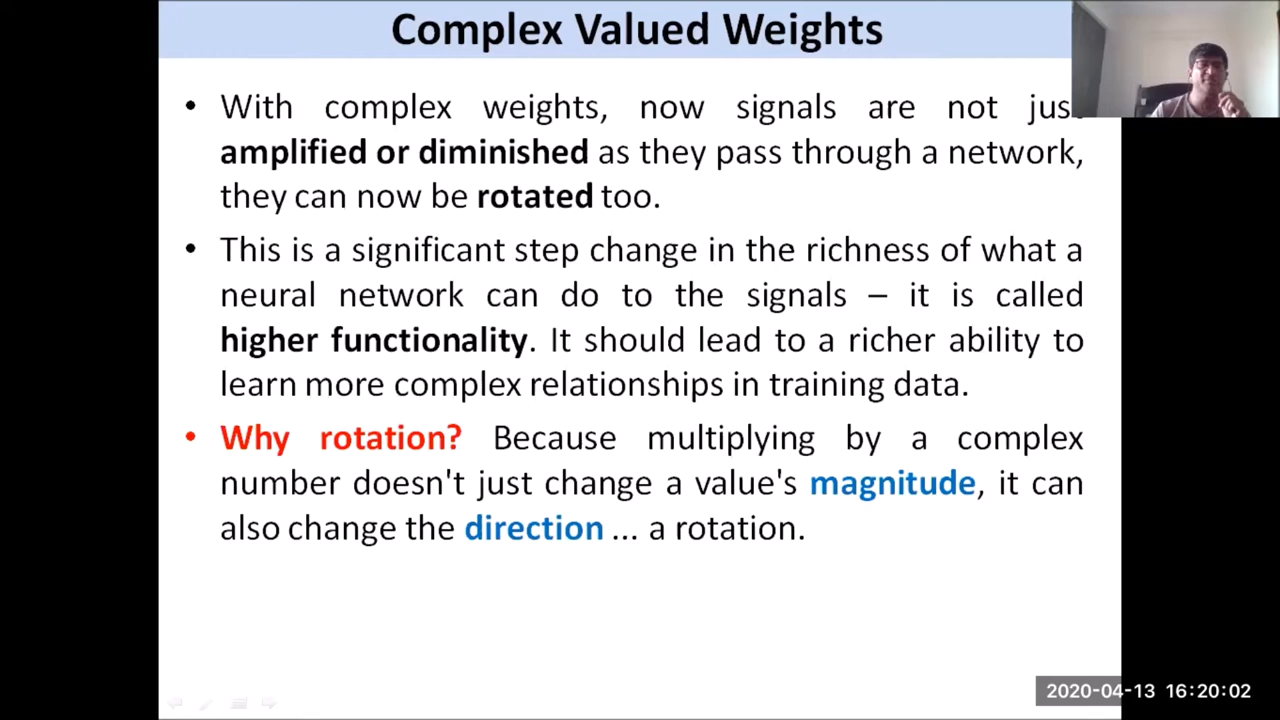 Complex Valued Weights
• With complex weights, now signals are not just
amplified or diminished as they pass through a network,
they can now be rotated too.
• This is a significant step change in the richness of what a
neural network can do to the signals – it is called
higher functionality. It should lead to a richer ability to
learn more complex relationships in training data.
• Why rotation? Because multiplying by a complex
number doesn't just change a value's magnitude, it can
also change the direction ... a rotation.
2020-04-13 16:20:02